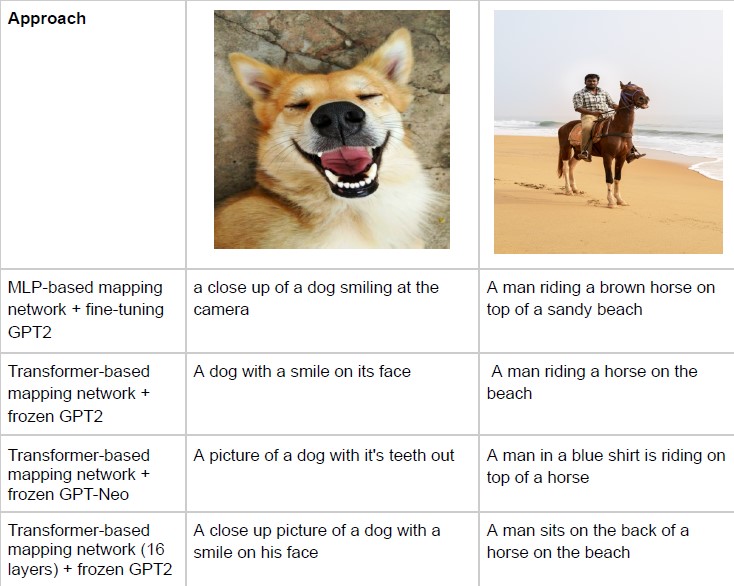 Approach
MLP-based mapping
network + fine-tuning
GPT2
a close up of a dog smiling at the
camera
A man riding a brown horse on
top of a sandy beach
Transformer-based
mapping network +
frozen GPT2
A dog with a smile on its face
A man riding a horse on the
beach
Transformer-based
mapping network +
frozen GPT-Neo
A picture of a dog with it's teeth out
A man in a blue shirt is riding on
top of a horse
Transformer-based
mapping network (16
layers) + frozen GPT2
A close up picture of a dog with a
smile on his face
A man sits on the back of a
horse on the beach